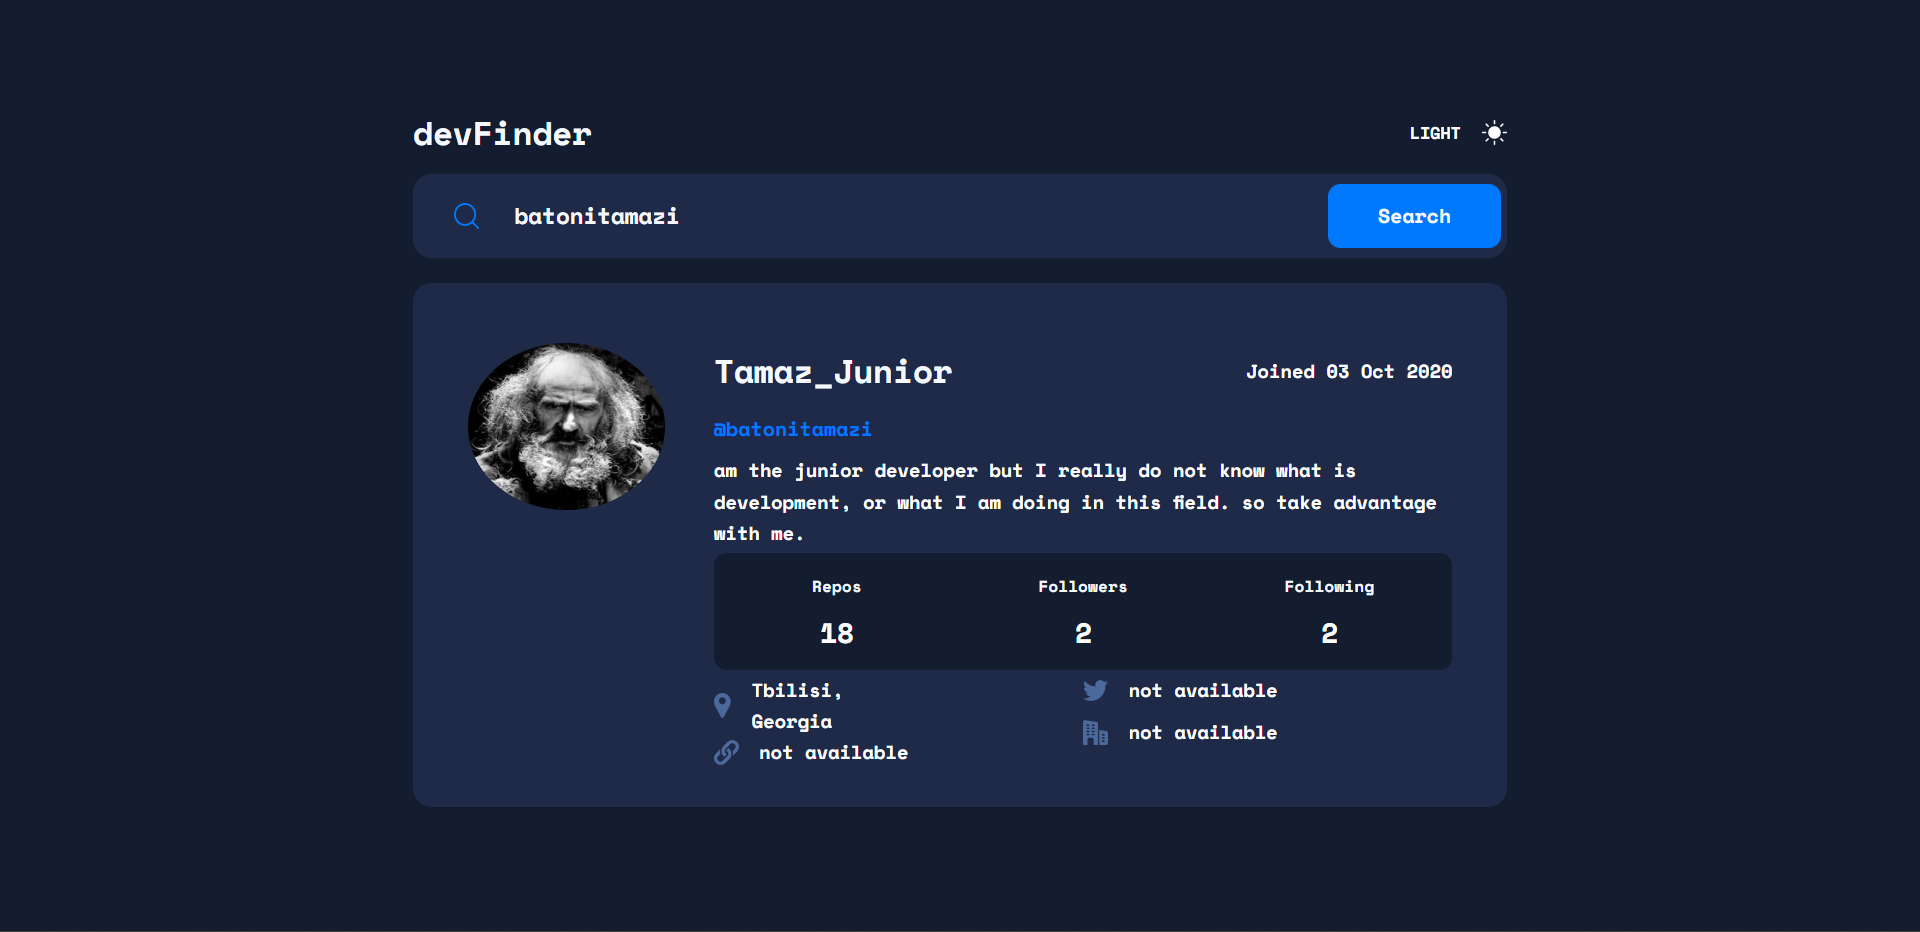 devFinder
LIGHT
batonitamazi
Search
Tamaz_Junior
Joined 03 Oct 2020
@batonitamazi
am the junior developer but I really do not know what is
development, or what I am doing in this field. so take advantage
with me.
Repos
Followers
Following
18
2
2
Tbilisi,
Georgia
not available
not available
not available